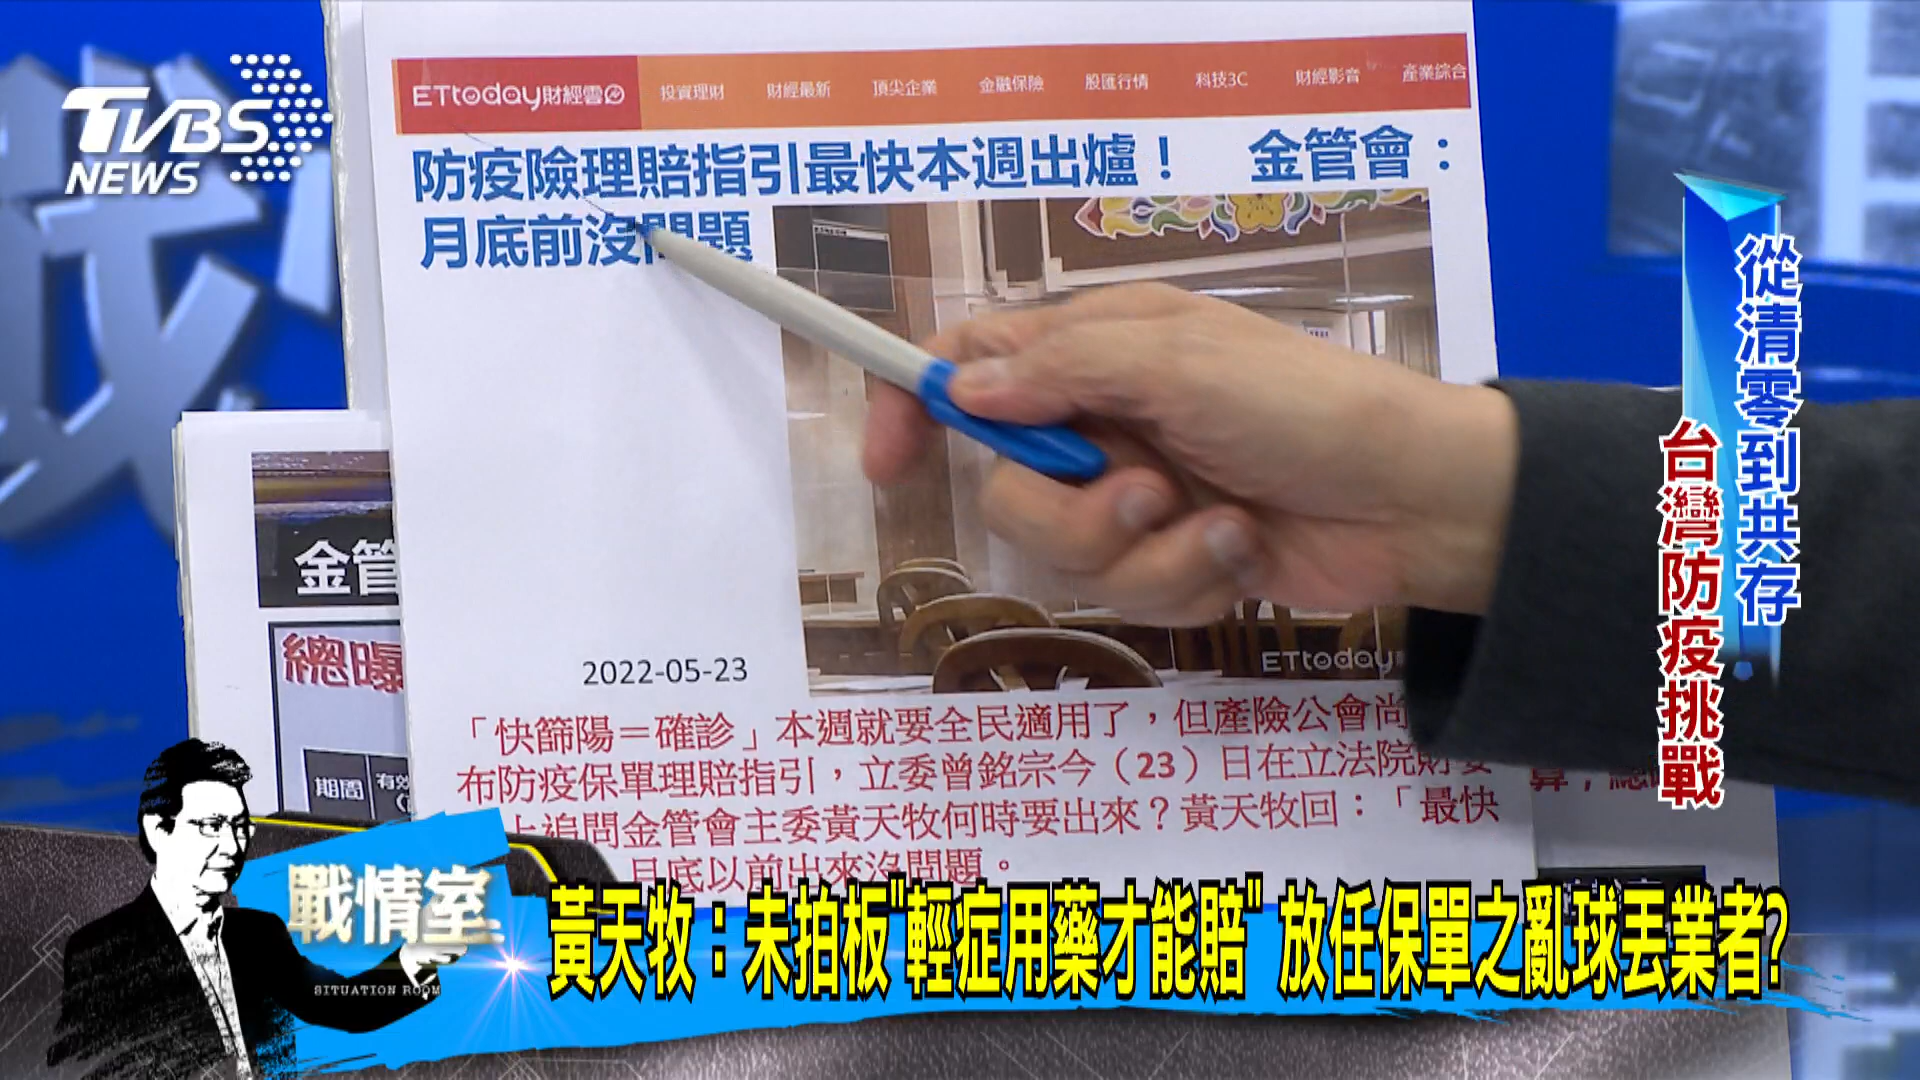 TVBS
NEWS
ETtoday財經雲
投資理財 財經最新 頂尖企業 金融保險 股匯行情 科技3C 財經影音 產業綜合
防疫險理賠指引最快本週出爐！ 金管會：
月底前沒問題
ETtoday
2022-05-23
「快篩陽＝確診」本週就要全民適用了，但產險公會尚
布防疫保單理賠指引，立委曾銘宗今（23）日在立法院財委
上追問金管會主委黃天牧何時要出來？黃天牧回：「最快
月底以前出來沒問題。
金管
總曝
期間
有效
從清零到共存
台灣防疫挑戰
戰情室
SITUATION ROOM
黃天牧：未拍板"輕症用藥才能賠" 放任保單之亂球丟業者?